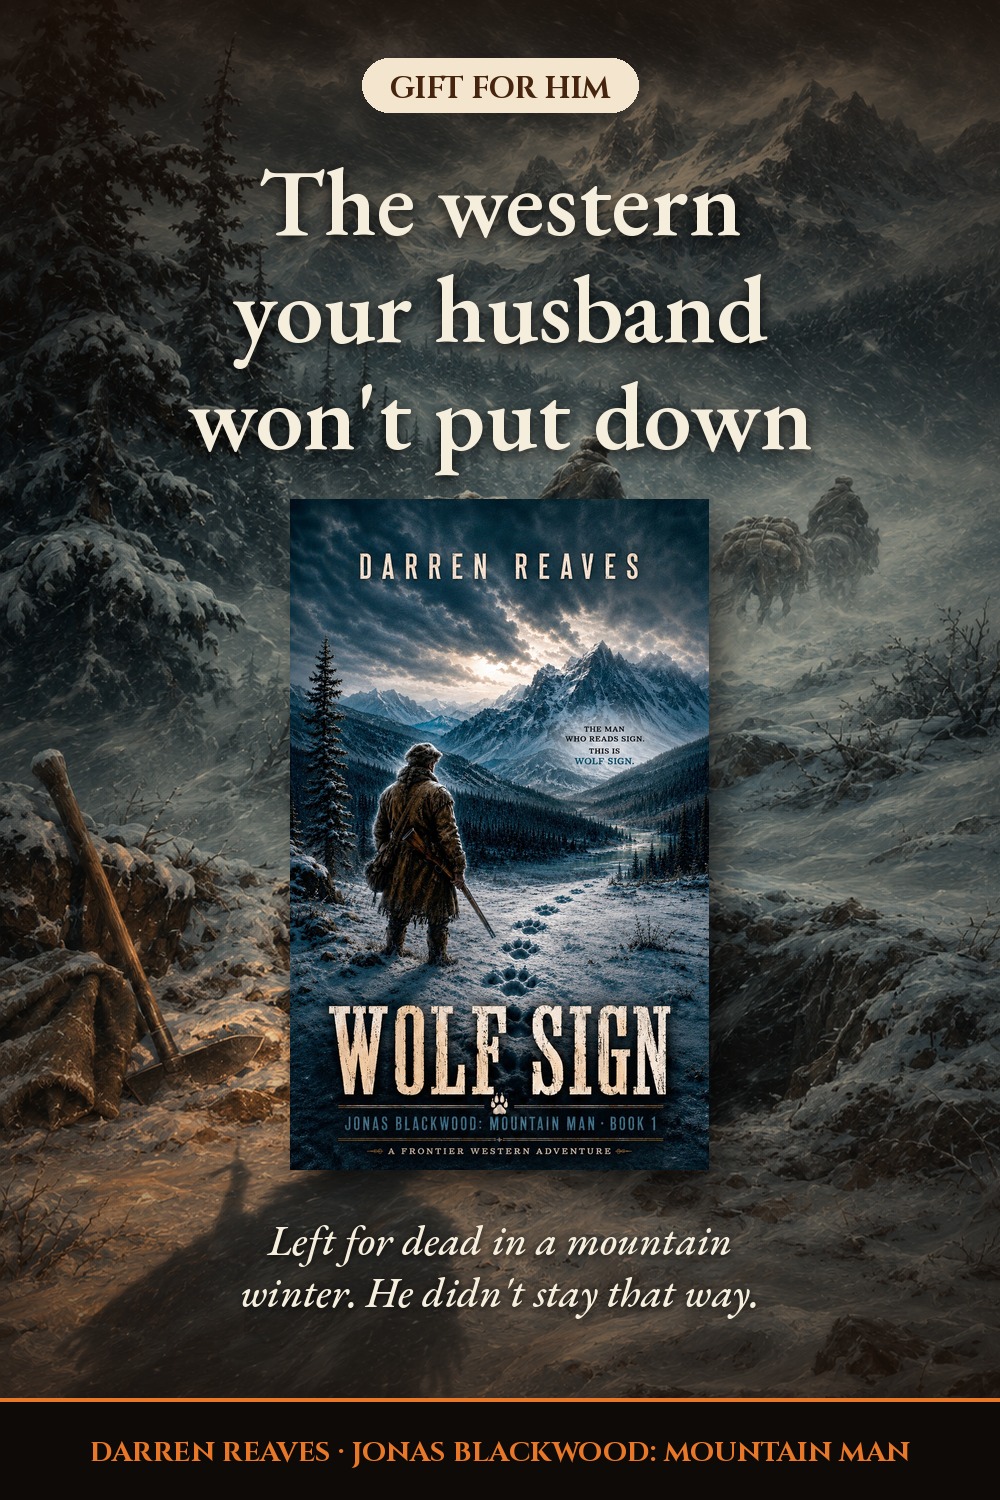 GIFT FOR HIM
The western
your husband
won't put down
DARREN REAVES
THE MAN
WHO READS SIGN.
THIS IS
WOLF SIGN.
WOLF SIGN
JONAS BLACKWOOD: MOUNTAIN MAN · BOOK 1
A FRONTIER WESTERN ADVENTURE
Left for dead in a mountain
winter. He didn't stay that way.
DARREN REAVES · JONAS BLACKWOOD: MOUNTAIN MAN